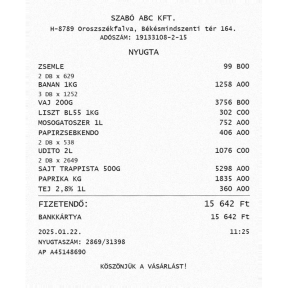 SZABÓ ABC KFT.
H-8789 Oroszszékfalva, Békésmindszenti tér 164.
ADÓSZÁM: 19133108-2-15
NYUGTA
ZSEMLE 99 B00
2 DB x 629
BANAN 1KG 1258 A00
3 DB x 1252
VAJ 200G 3756 B00
LISZT BL55 1KG 302 C00
MOSOGATOSZER 1L 752 A00
PAPIRZSEBKENDO 406 A00
2 DB x 538
UDITO 2L 1076 C00
2 DB x 2649
SAJT TRAPPISTA 500G 5298 A00
PAPRIKA KG 1835 A00
TEJ 2,8% 1L 360 A00
FIZETENDŐ: 15 642 Ft
BANKKÁRTYA 15 642 Ft
2025.01.22. 11:25
NYUGTASZÁM: 2869/31398
AP A45148690
KÖSZÖNJÜK A VÁSÁRLÁST!